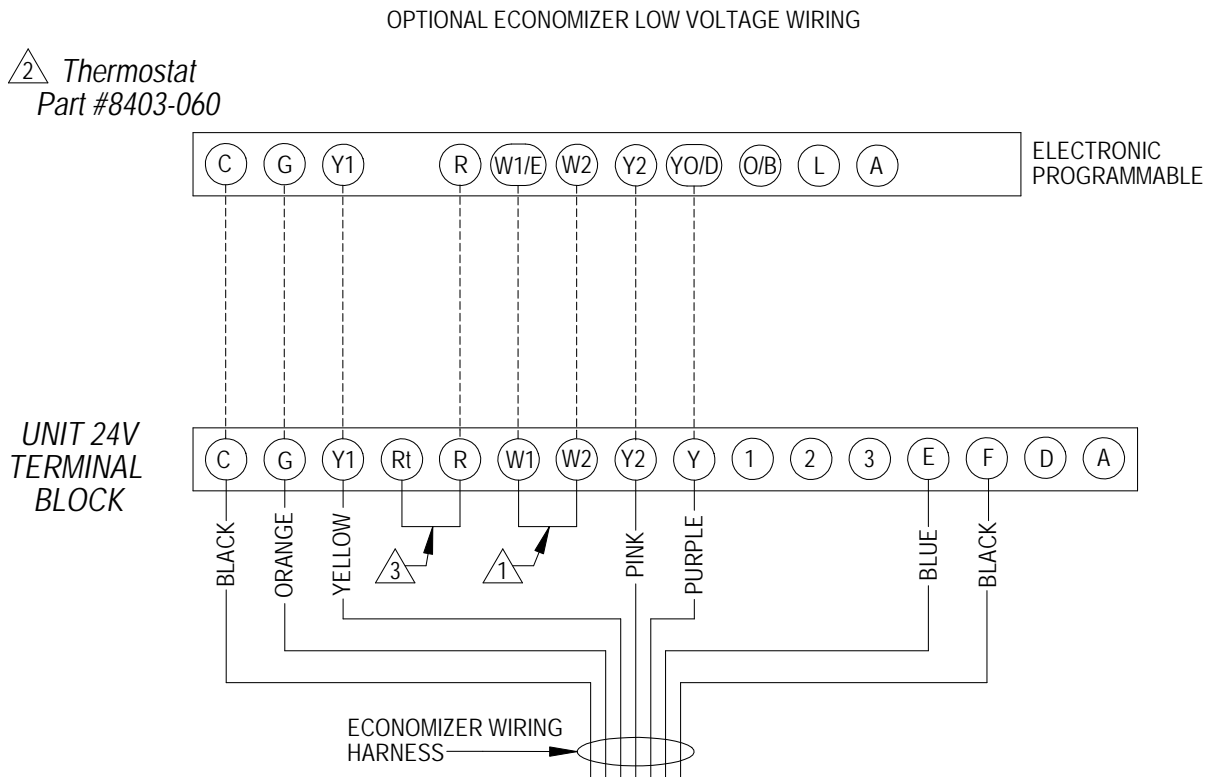 OPTIONAL ECONOMIZER LOW VOLTAGE WIRING
2 Thermostat
Part #8403-060
C G Y1 R W1/E W2 Y2 YO/D O/B L A
ELECTRONIC
PROGRAMMABLE
UNIT 24V
TERMINAL
BLOCK
C G Y1 Rt R W1 W2 Y2 Y 1 2 3 E F D A
BLACK
ORANGE
YELLOW
3
1
PINK
PURPLE
BLUE
BLACK
ECONOMIZER WIRING
HARNESS